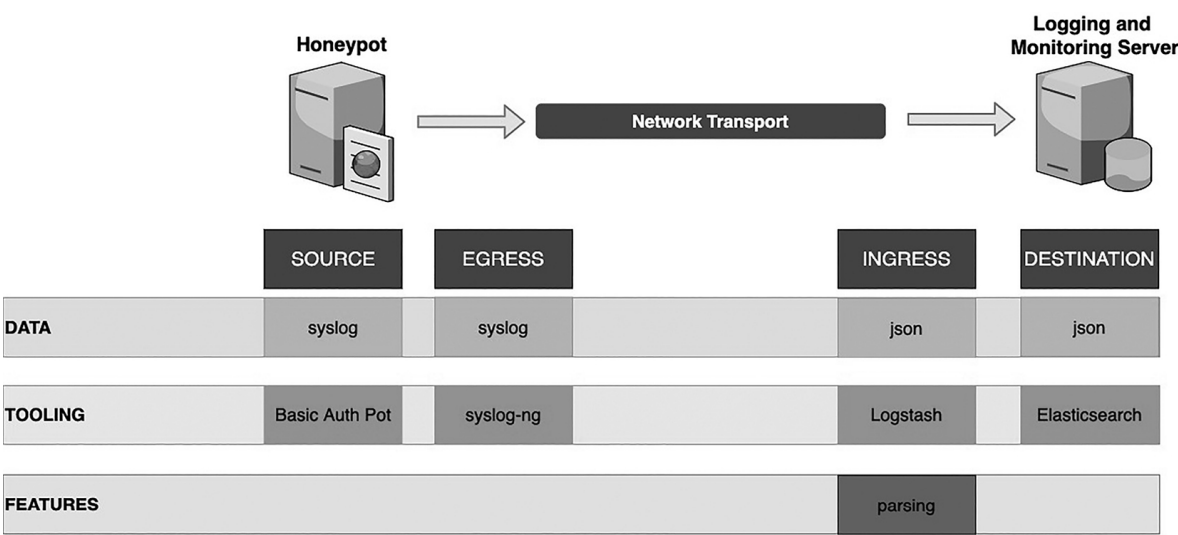 Honeypot
Logging and
Monitoring Server
Network Transport
SOURCE
EGRESS
INGRESS
DESTINATION
DATA
syslog
syslog
json
json
TOOLING
Basic Auth Pot
syslog-ng
Logstash
Elasticsearch
FEATURES
parsing